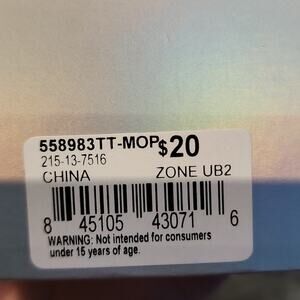 558983TT-MOP $20
215-13-7516
CHINA ZONE UB2
8 45105 43071 6
WARNING: Not intended for consumers
under 15 years of age.